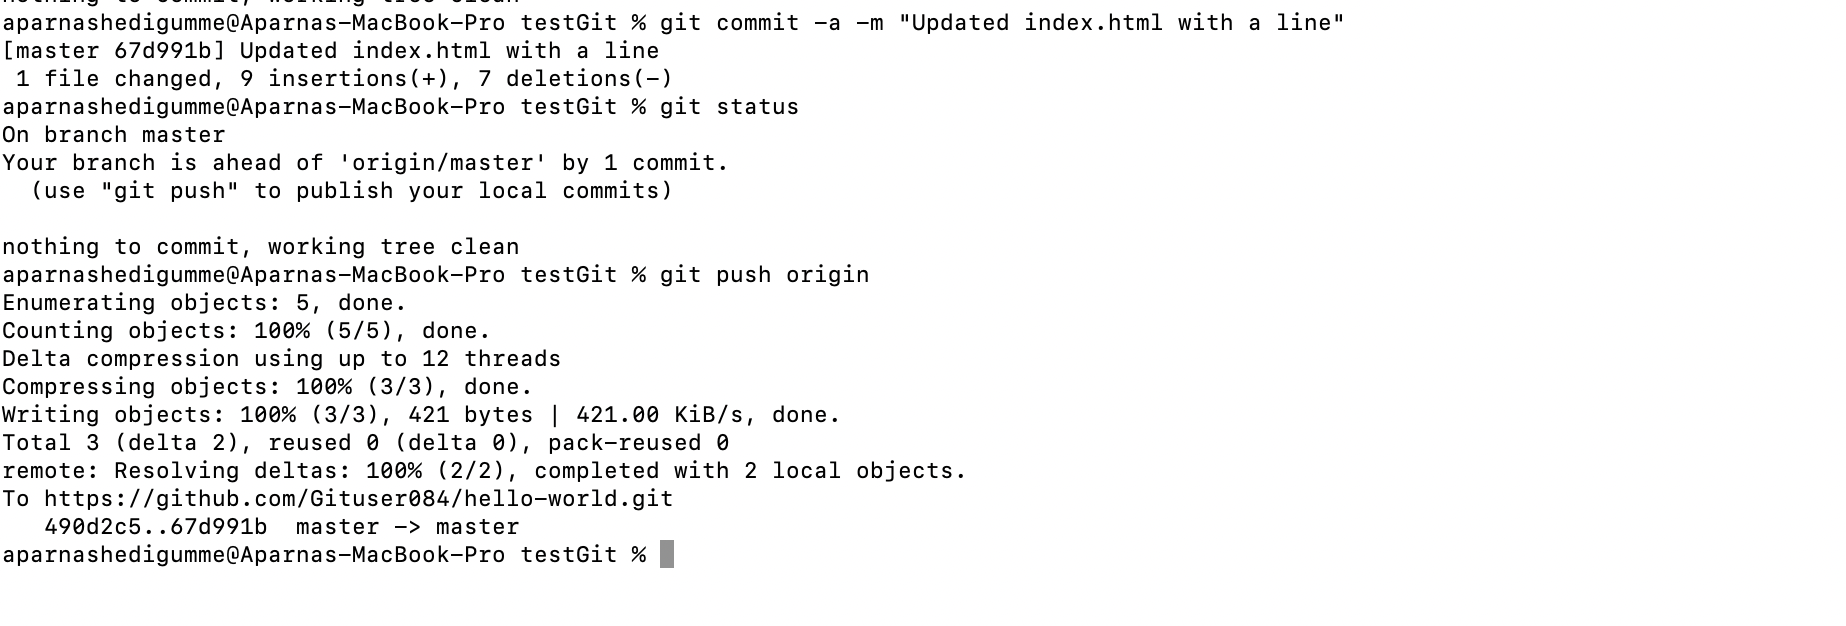 nothing to commit, working tree clean
aparnashedigumme@Aparnas-MacBook-Pro testGit % git commit -a -m "Updated index.html with a line"
[master 67d991b] Updated index.html with a line
 1 file changed, 9 insertions(+), 7 deletions(-)
aparnashedigumme@Aparnas-MacBook-Pro testGit % git status
On branch master
Your branch is ahead of 'origin/master' by 1 commit.
  (use "git push" to publish your local commits)

nothing to commit, working tree clean
aparnashedigumme@Aparnas-MacBook-Pro testGit % git push origin
Enumerating objects: 5, done.
Counting objects: 100% (5/5), done.
Delta compression using up to 12 threads
Compressing objects: 100% (3/3), done.
Writing objects: 100% (3/3), 421 bytes | 421.00 KiB/s, done.
Total 3 (delta 2), reused 0 (delta 0), pack-reused 0
remote: Resolving deltas: 100% (2/2), completed with 2 local objects.
To https://github.com/Gituser084/hello-world.git
   490d2c5..67d991b  master -> master
aparnashedigumme@Aparnas-MacBook-Pro testGit %